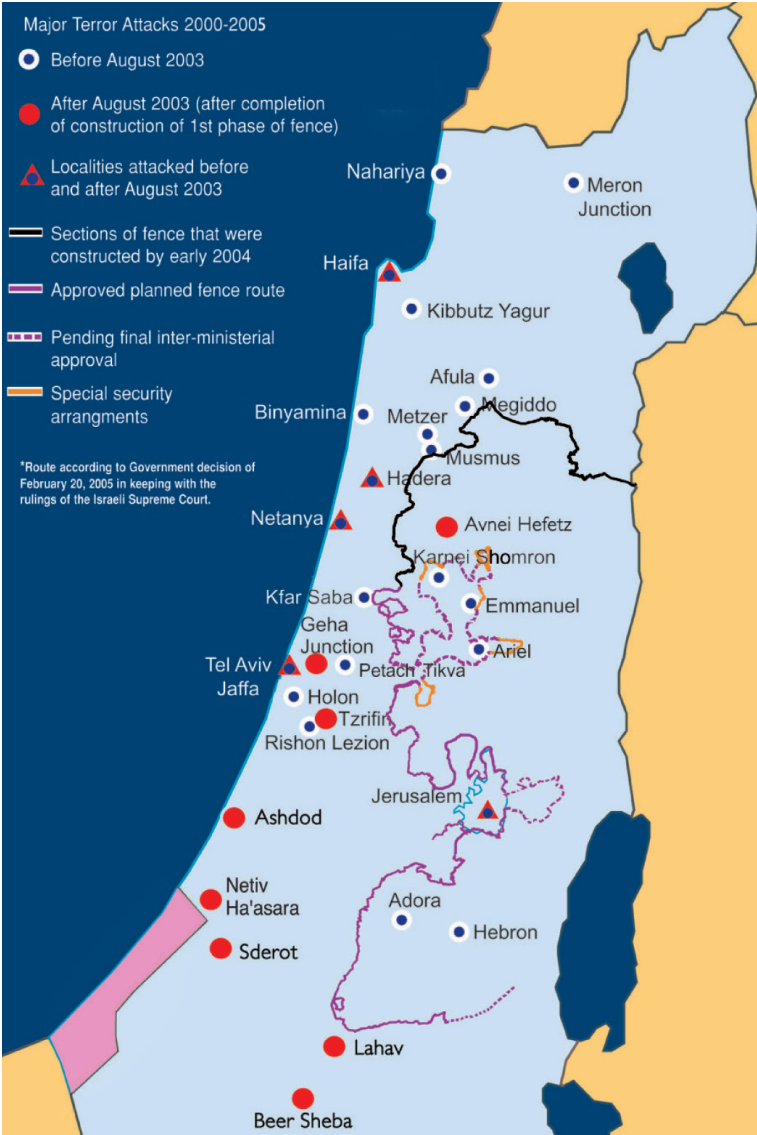 Major Terror Attacks 2000-2005
Before August 2003
After August 2003 (after completion
of construction of 1st phase of fence)
Localities attacked before
and after August 2003
Sections of fence that were
constructed by early 2004
Approved planned fence route
Pending final inter-ministerial
approval
Special security
arrangments
*Route according to Government decision of
February 20, 2005 in keeping with the
rulings of the Israeli Supreme Court.
Nahariya
Meron
Junction
Haifa
Kibbutz Yagur
Afula
Megiddo
Binyamina
Metzer
Musmus
Hadera
Netanya
Avnei Hefetz
Karnei Shomron
Kfar Saba
Emmanuel
Geha
Junction
Ariel
Tel Aviv
Jaffa
Petach Tikva
Holon
Tzrifin
Rishon Lezion
Jerusalem
Ashdod
Netiv
Ha'asara
Adora
Hebron
Sderot
Lahav
Beer Sheba